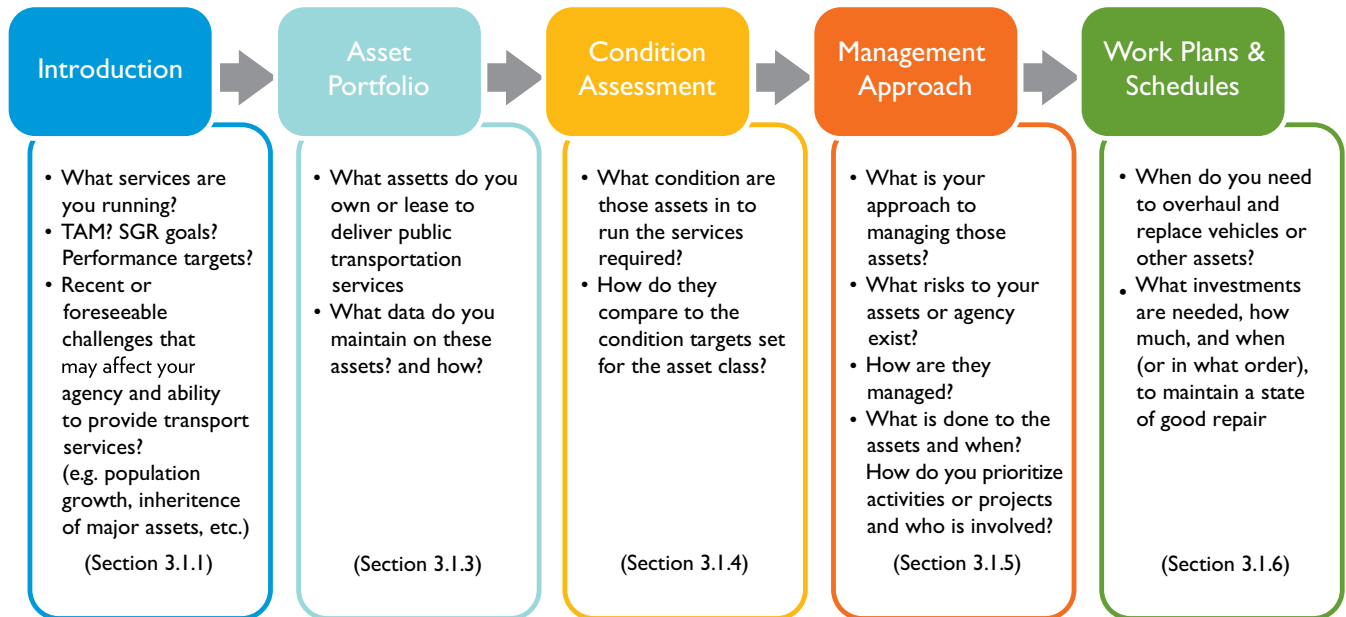 Introduction
Asset
Portfolio
Condition
Assessment
Management
Approach
Work Plans &
Schedules
• What services are
you running?
• TAM? SGR goals?
Performance targets?
• Recent or
foreseeable
challenges that
may affect your
agency and ability
to provide transport
services?
(e.g. population
growth, inheritence
of major assets, etc.)
(Section 3.1.1)
• What assetts do you
own or lease to
deliver public
transportation
services
• What data do you
maintain on these
assets? and how?
(Section 3.1.3)
• What condition are
those assets in to
run the services
required?
• How do they
compare to the
condition targets set
for the asset class?
(Section 3.1.4)
• What is your
approach to
managing those
assets?
• What risks to your
assets or agency
exist?
• How are they
managed?
• What is done to the
assets and when?
How do you prioritize
activities or projects
and who is involved?
(Section 3.1.5)
• When do you need
to overhaul and
replace vehicles or
other assets?
• What investments
are needed, how
much, and when
(or in what order),
to maintain a state
of good repair
(Section 3.1.6)